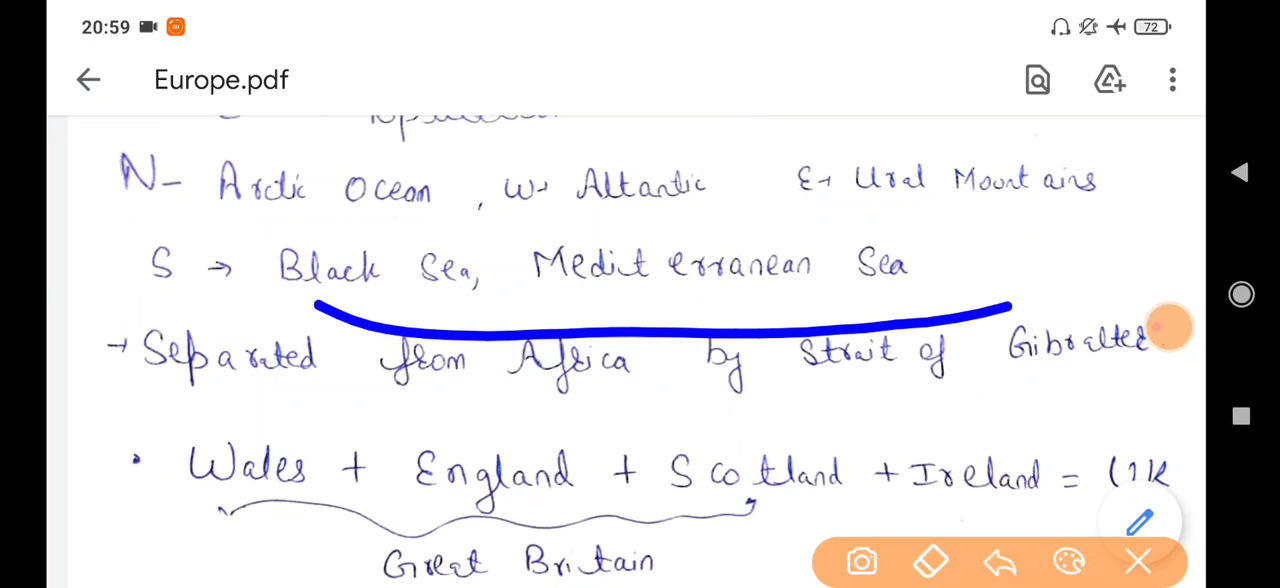 20:59
72
Europe.pdf
N- Arctic Ocean, W→ Altantic E→ Ural Mountains
S → Black Sea, Mediterranean Sea
→ Separated from Africa by Strait of Gibralter
• Wales + England + Scotland + Ireland = UK
Great Britain